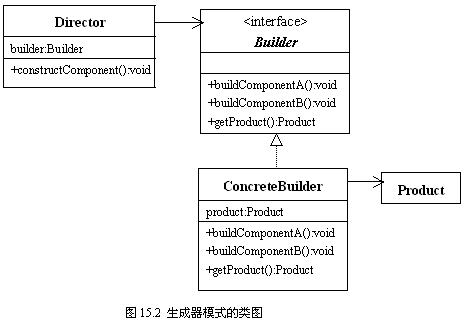 Director
builder:Builder
+constructComponent():void
<interface>
Builder
+buildComponentA():void
+buildComponentB():void
+getProduct():Product
ConcreteBuilder
product:Product
+buildComponentA():void
+buildComponentB():void
+getProduct():Product
Product
图 15.2 生成器模式的类图